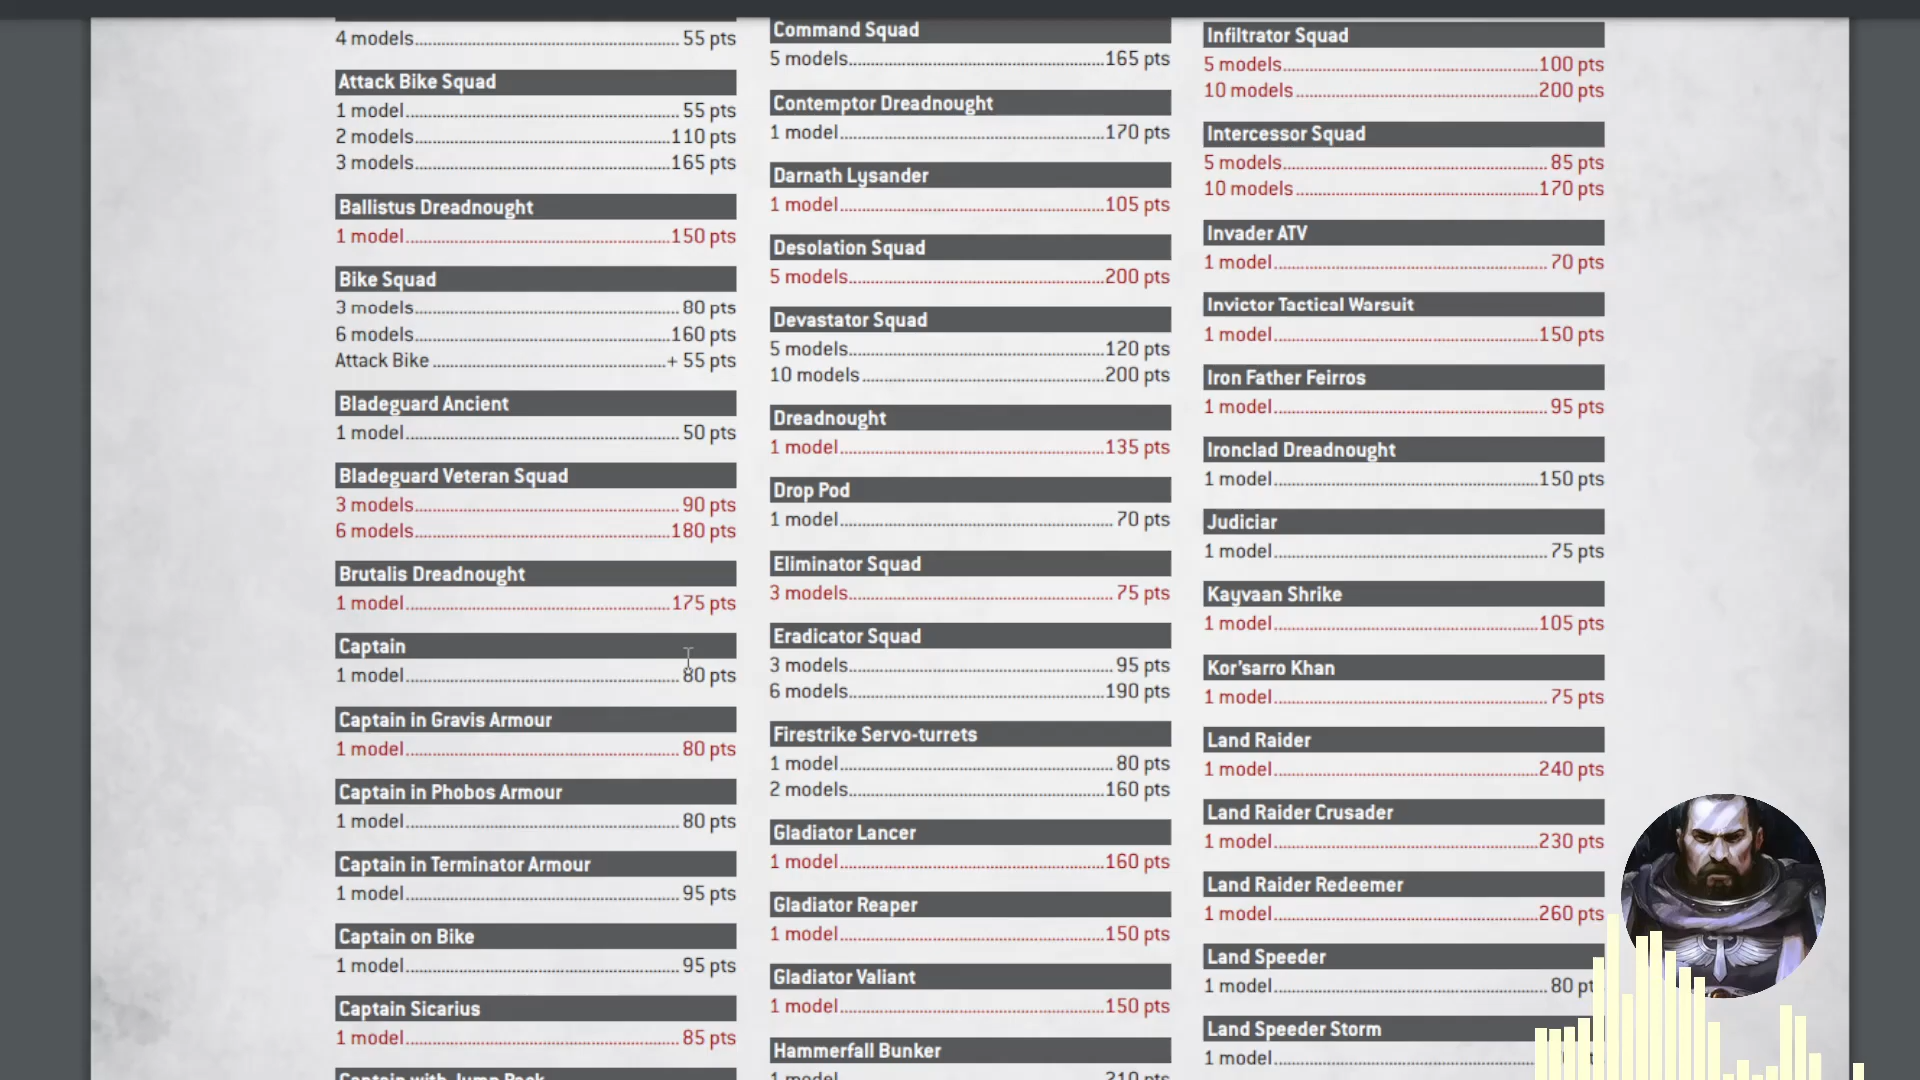 4 models 55 pts
Attack Bike Squad
1 model 55 pts
2 models 110 pts
3 models 165 pts
Ballistus Dreadnought
1 model 150 pts
Bike Squad
3 models 80 pts
6 models 160 pts
Attack Bike + 55 pts
Bladeguard Ancient
1 model 50 pts
Bladeguard Veteran Squad
3 models 90 pts
6 models 180 pts
Brutalis Dreadnought
1 model 175 pts
Captain
1 model 80 pts
Captain in Gravis Armour
1 model 80 pts
Captain in Phobos Armour
1 model 80 pts
Captain in Terminator Armour
1 model 95 pts
Captain on Bike
1 model 95 pts
Captain Sicarius
1 model 85 pts
Captain with Jump Pack
Command Squad
5 models 165 pts
Contemptor Dreadnought
1 model 170 pts
Darnath Lysander
1 model 105 pts
Desolation Squad
5 models 200 pts
Devastator Squad
5 models 120 pts
10 models 200 pts
Dreadnought
1 model 135 pts
Drop Pod
1 model 70 pts
Eliminator Squad
3 models 75 pts
Eradicator Squad
3 models 95 pts
6 models 190 pts
Firestrike Servo-turrets
1 model 80 pts
2 models 160 pts
Gladiator Lancer
1 model 160 pts
Gladiator Reaper
1 model 150 pts
Gladiator Valiant
1 model 150 pts
Hammerfall Bunker
1 model 210 pts
Infiltrator Squad
5 models 100 pts
10 models 200 pts
Intercessor Squad
5 models 85 pts
10 models 170 pts
Invader ATV
1 model 70 pts
Invictor Tactical Warsuit
1 model 150 pts
Iron Father Feirros
1 model 95 pts
Ironclad Dreadnought
1 model 150 pts
Judiciar
1 model 75 pts
Kayvaan Shrike
1 model 105 pts
Kor'sarro Khan
1 model 75 pts
Land Raider
1 model 240 pts
Land Raider Crusader
1 model 230 pts
Land Raider Redeemer
1 model 260 pts
Land Speeder
1 model 80 pt
Land Speeder Storm
1 model